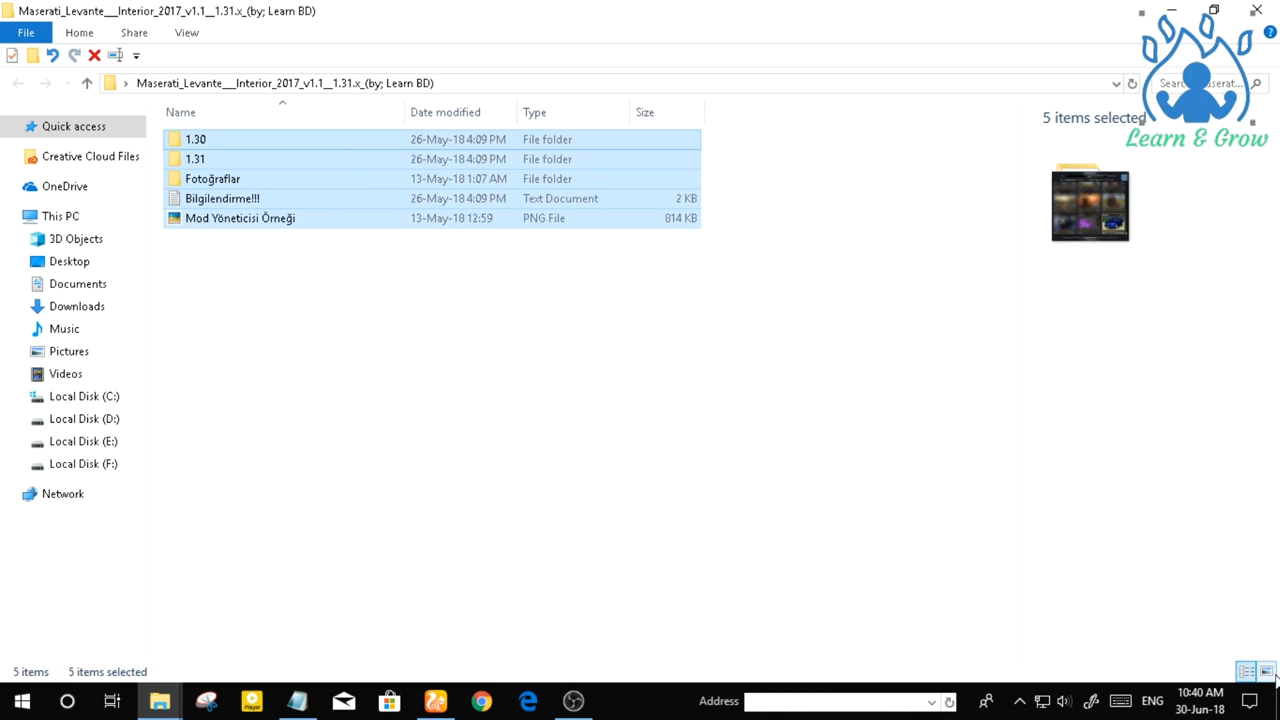 Maserati_Levante___Interior_2017_v1.1__1.31.x_(by; Learn BD)
File Home Share View
Maserati_Levante___Interior_2017_v1.1__1.31.x_(by; Learn BD)
Learn & Grow
Name Date modified Type Size
5 items selected
1.30 26-May-18 4:09 PM File folder
1.31 26-May-18 4:09 PM File folder
Fotoğraflar 13-May-18 1:07 AM File folder
Bilgilendirme!!! 26-May-18 4:09 PM Text Document 2 KB
Mod Yöneticisi Örneği 13-May-18 12:59 PNG File 814 KB
Quick access
Creative Cloud Files
OneDrive
This PC
3D Objects
Desktop
Documents
Downloads
Music
Pictures
Videos
Local Disk (C:)
Local Disk (D:)
Local Disk (E:)
Local Disk (F:)
Network
5 items 5 items selected
Player
Address
ENG
10:40 AM
30-Jun-18